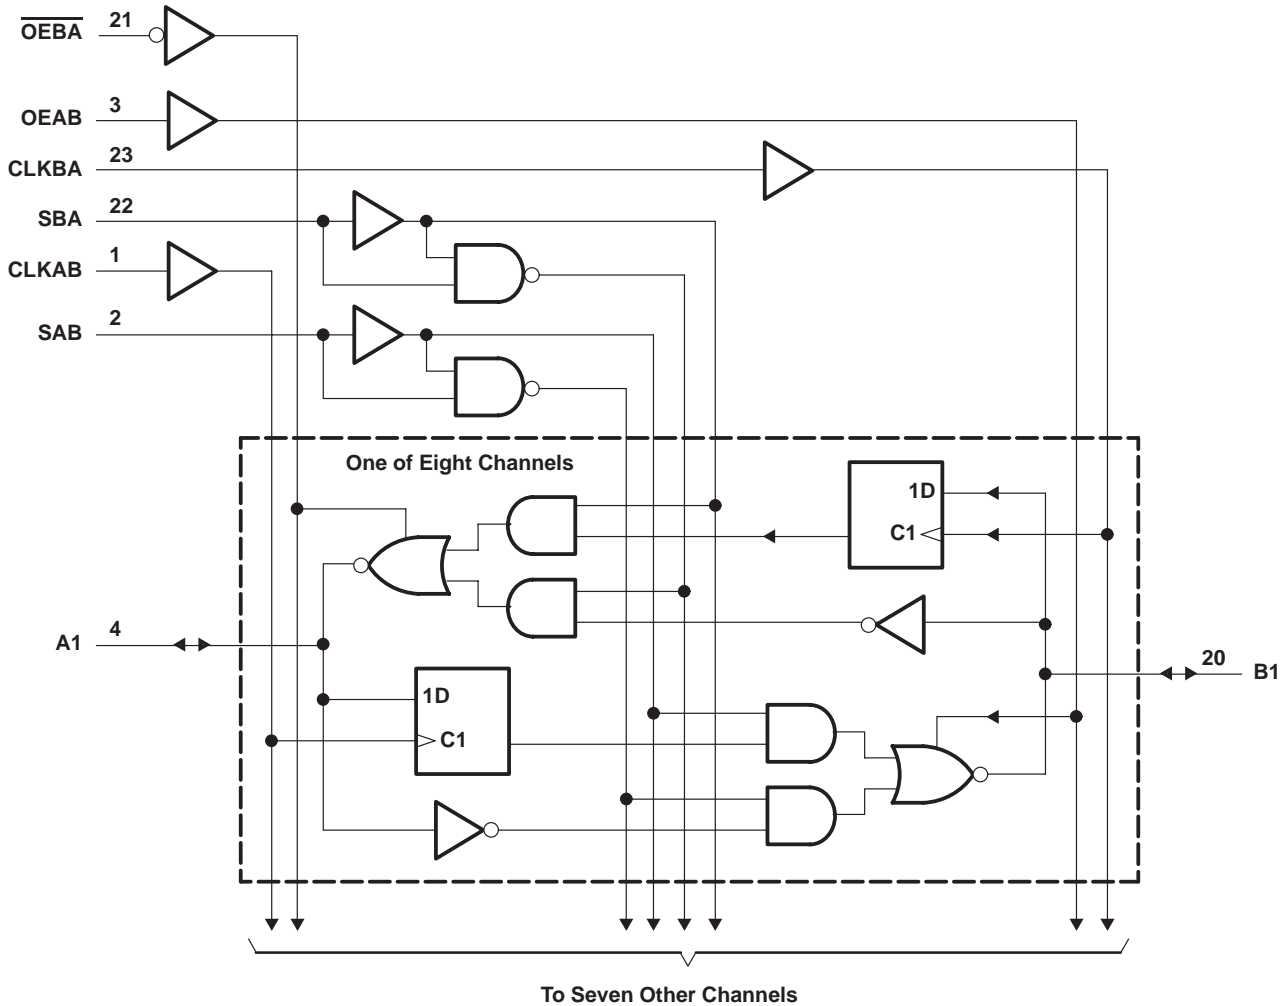 OEBA 21
OEAB 3
CLKBA 23
SBA 22
CLKAB 1
SAB 2
One of Eight Channels
1D
C1
A1 4
20 B1
1D
C1
To Seven Other Channels